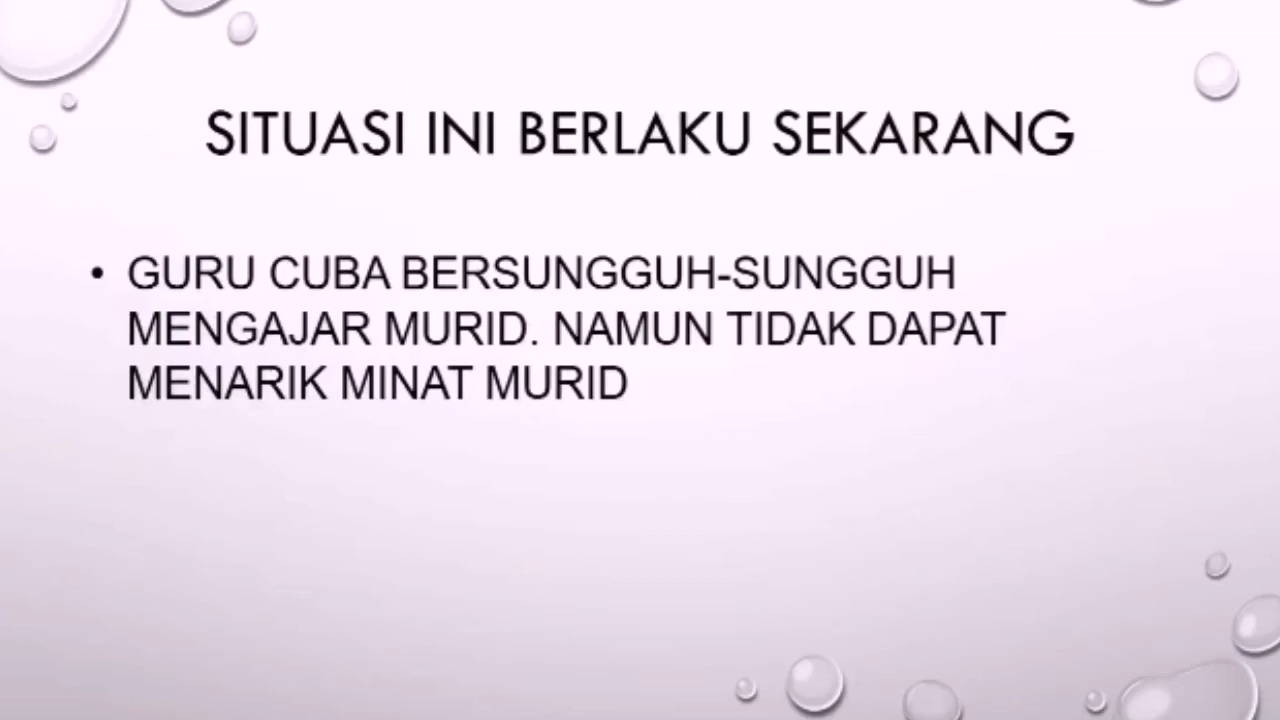 SITUASI INI BERLAKU SEKARANG
• GURU CUBA BERSUNGGUH-SUNGGUH
MENGAJAR MURID. NAMUN TIDAK DAPAT
MENARIK MINAT MURID